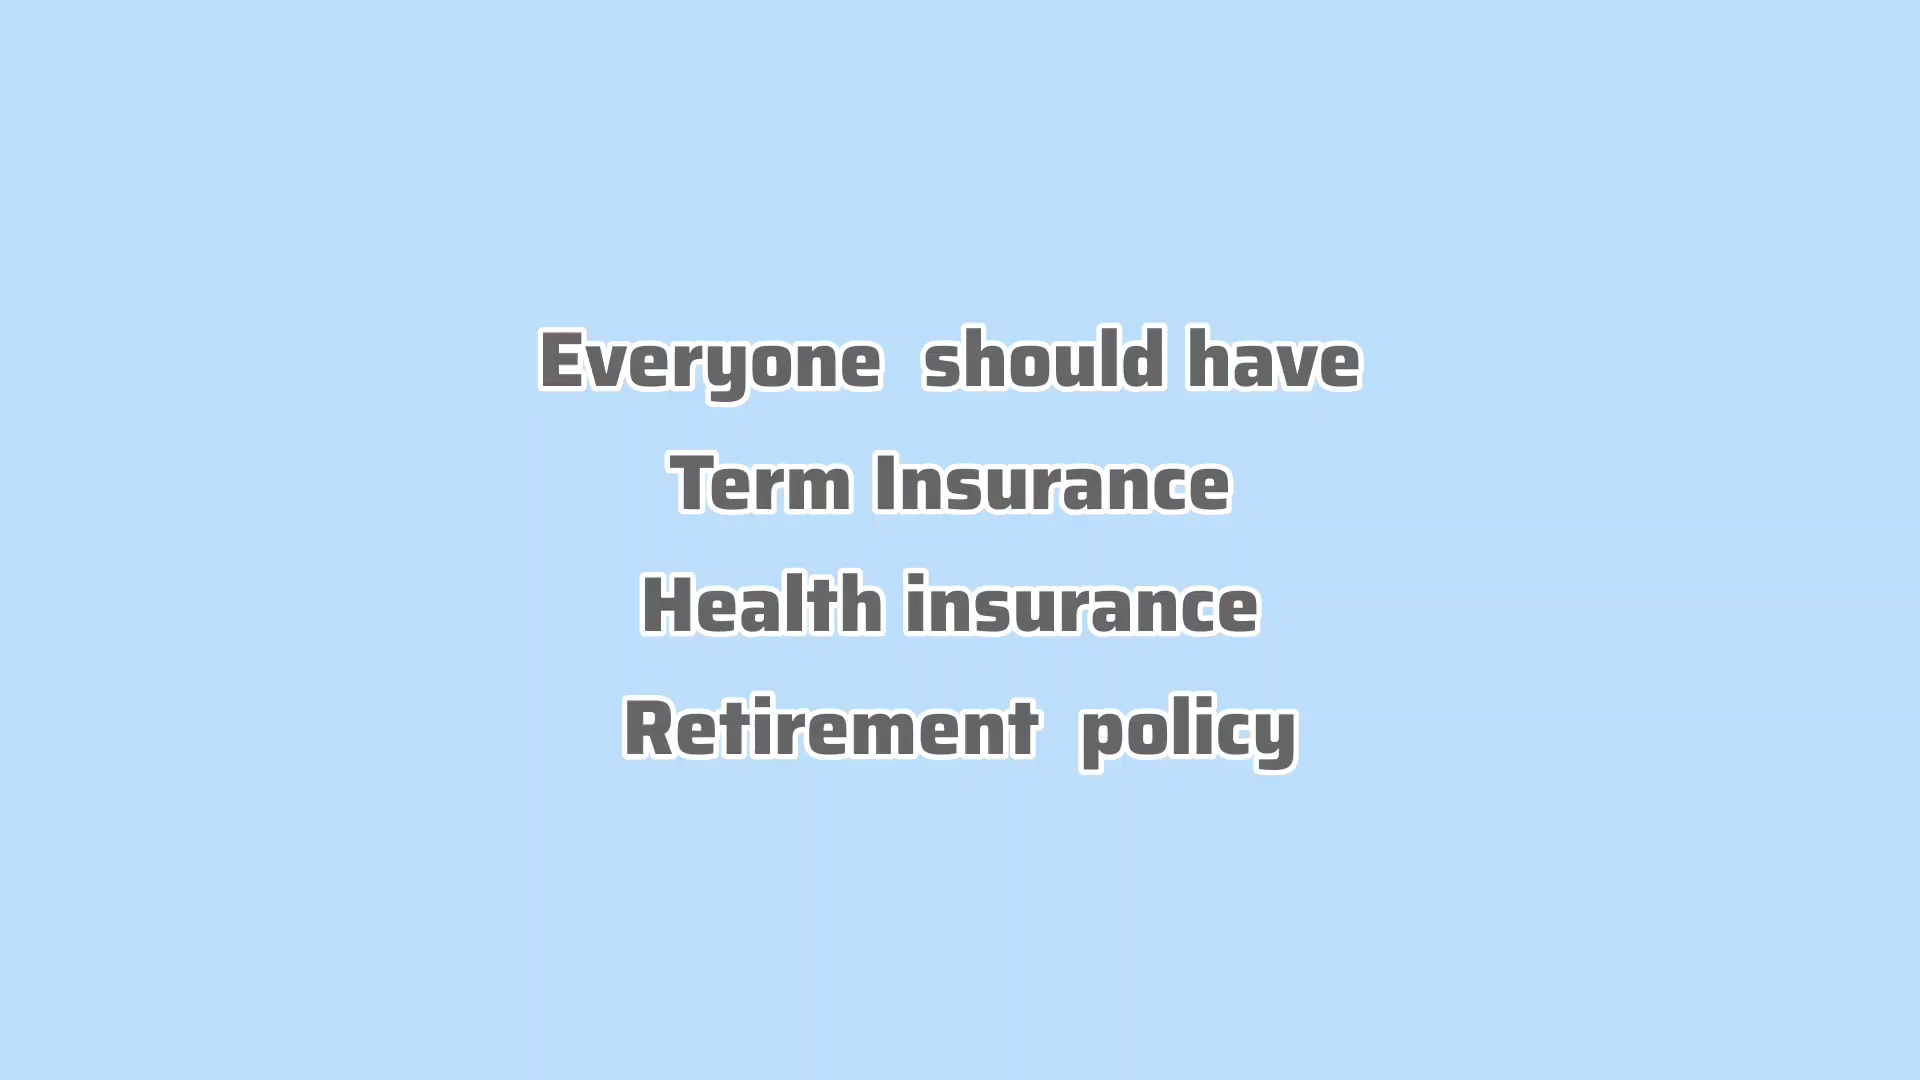 Everyone  should have
Term Insurance
Health insurance
Retirement  policy